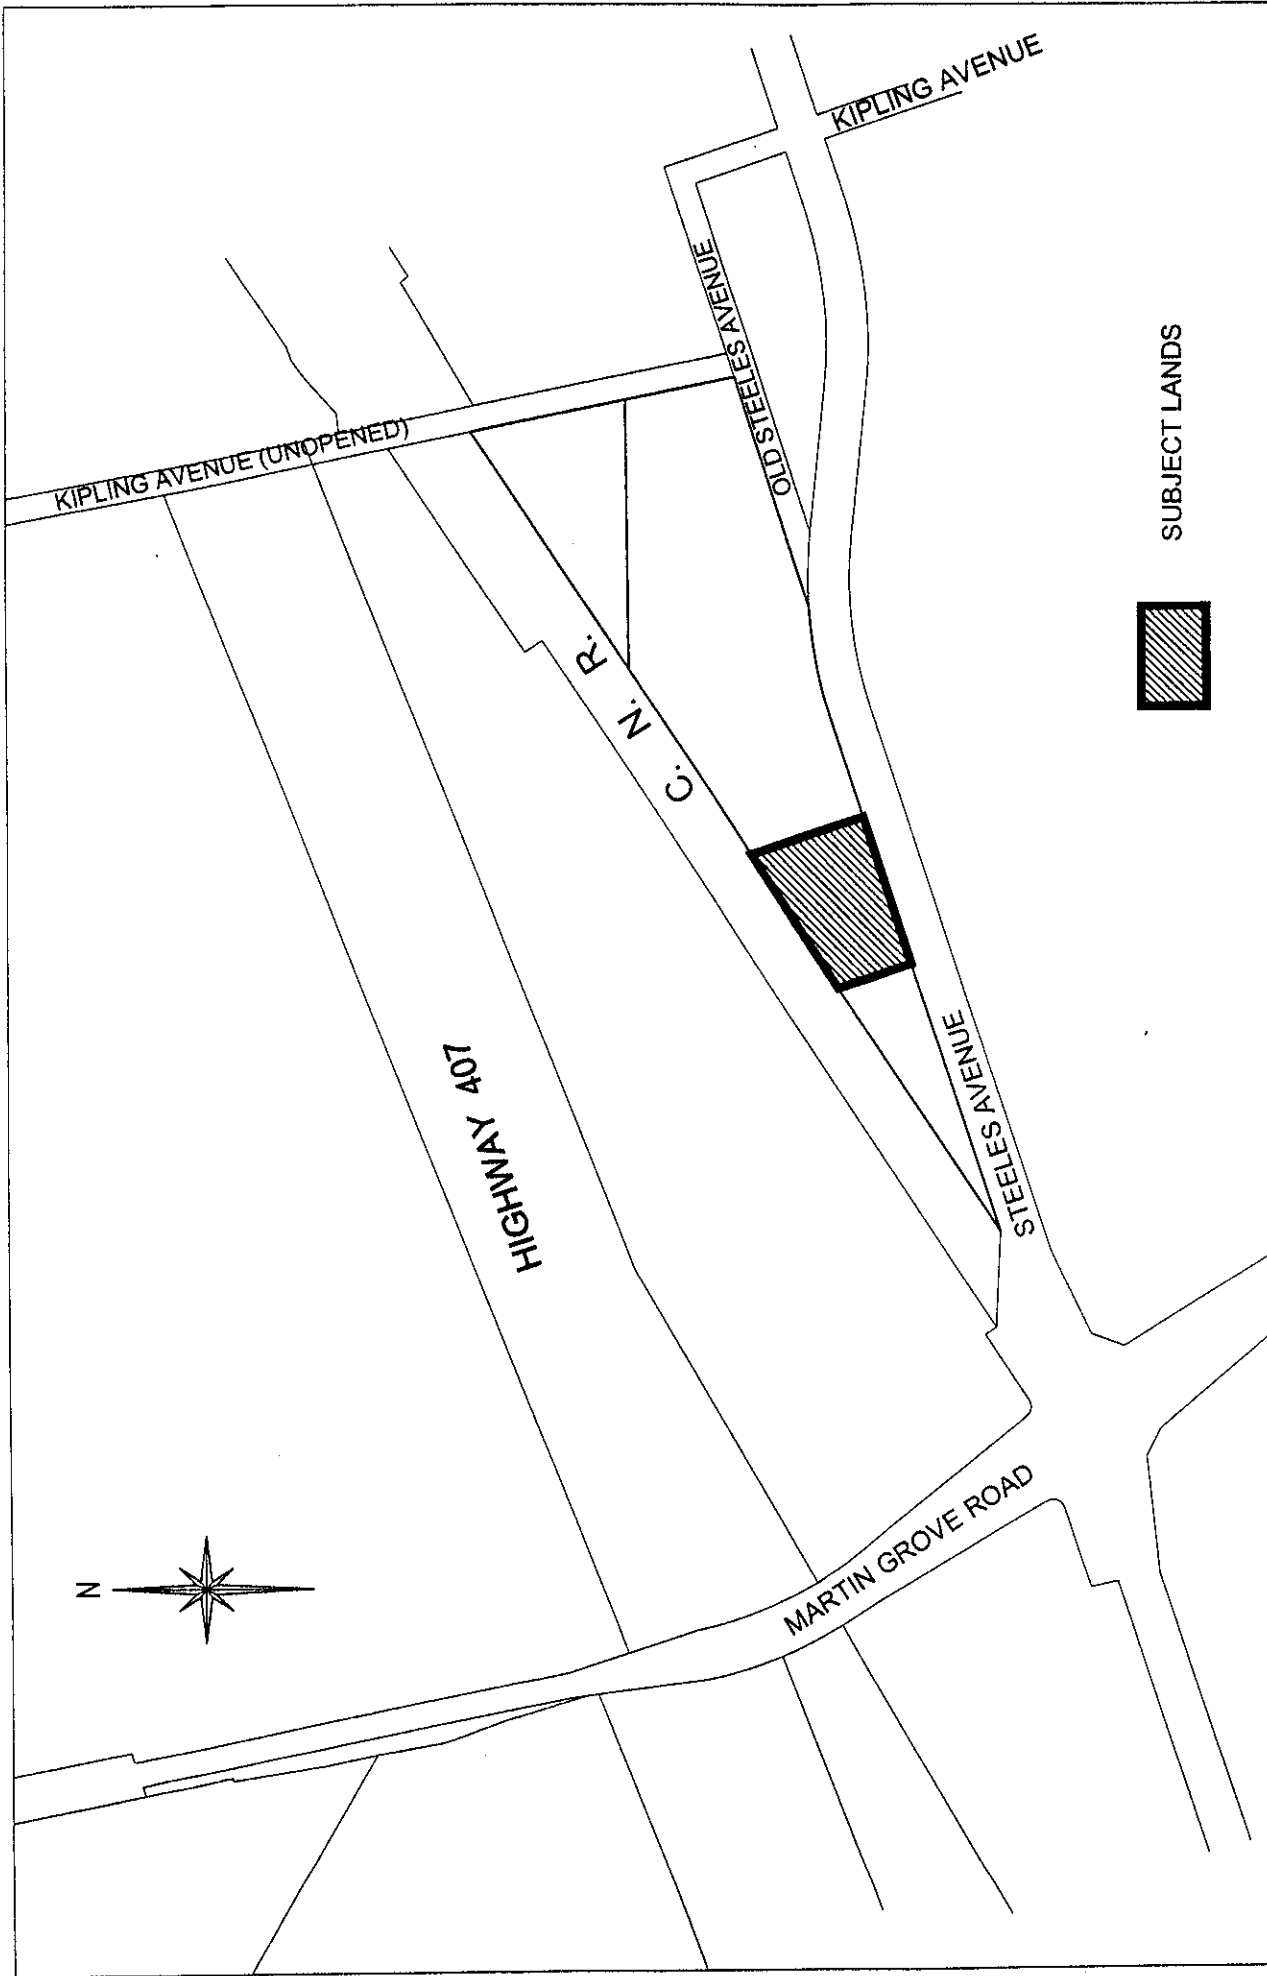 N
KIPLING AVENUE (UNOPENED)
KIPLING AVENUE
OLD STEELES AVENUE
C. N. R.
HIGHWAY 407
STEELES AVENUE
MARTIN GROVE ROAD
SUBJECT LANDS